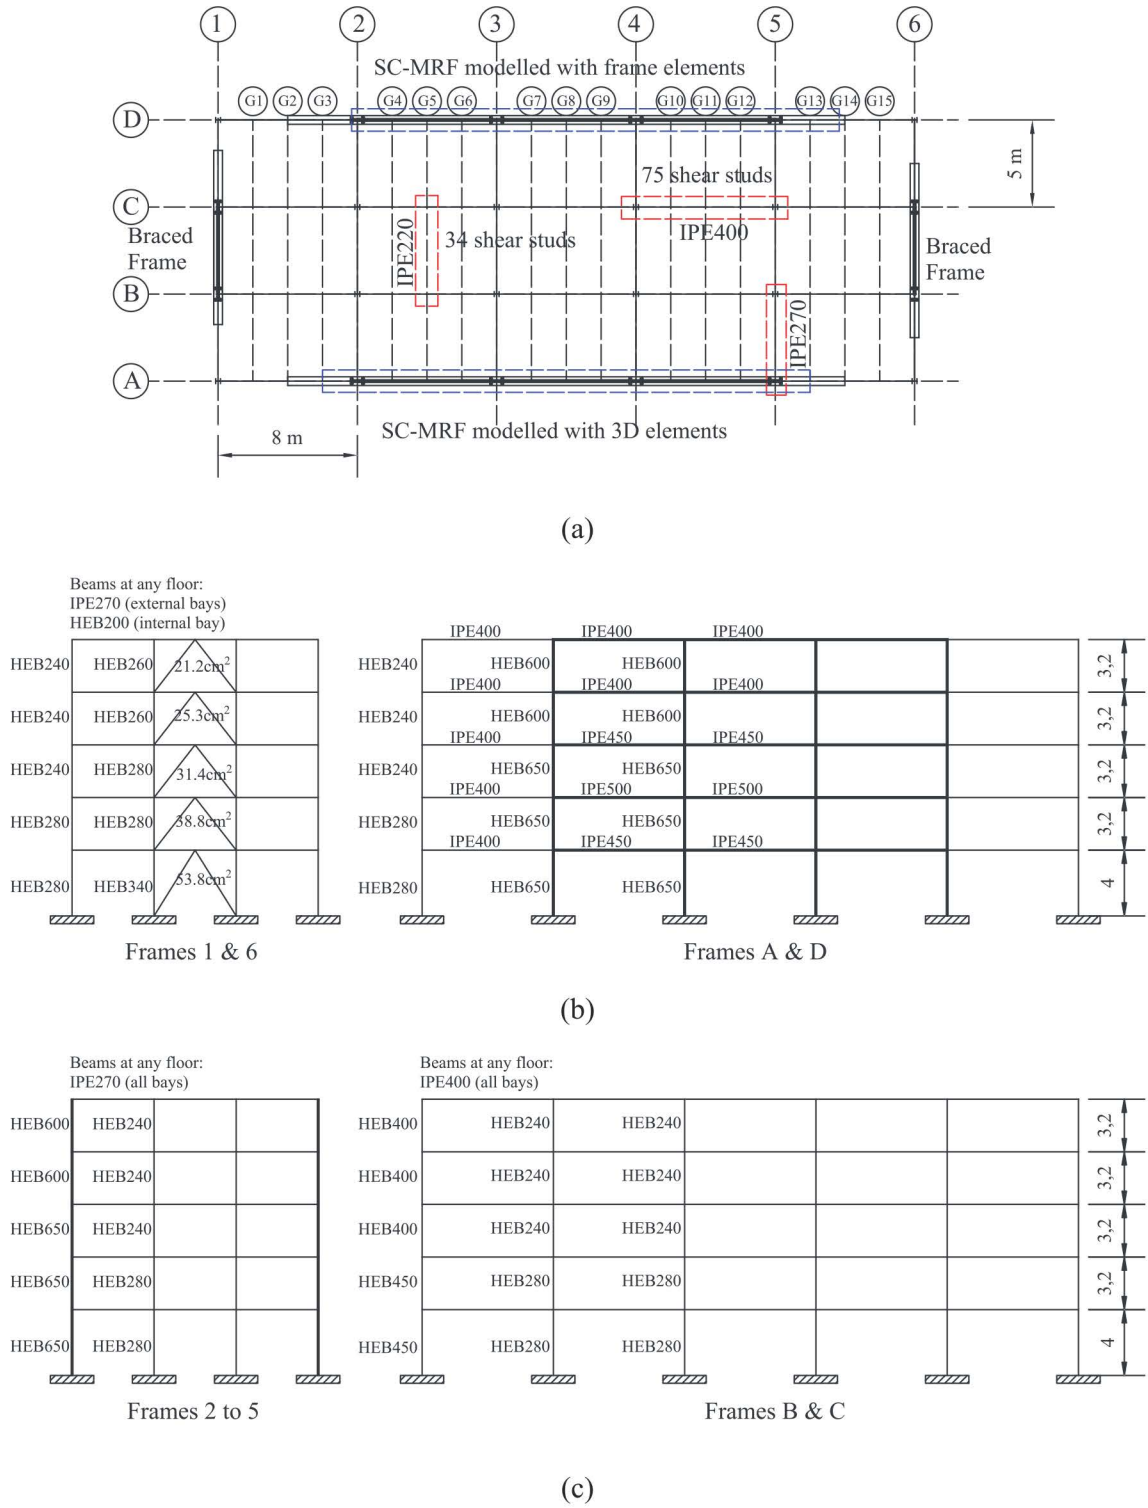 1 2 3 4 5 6
SC-MRF modelled with frame elements
G1 G2 G3 G4 G5 G6 G7 G8 G9 G10 G11 G12 G13 G14 G15
D
75 shear studs
5 m
C
Braced
Frame
IPE220
34 shear studs
IPE400
Braced
Frame
B
IPE270
A
SC-MRF modelled with 3D elements
8 m
(a)
Beams at any floor:
IPE270 (external bays)
HEB200 (internal bay)
IPE400 IPE400 IPE400
HEB240 HEB260 21.2cm² HEB240 HEB600 HEB600 3,2
IPE400 IPE400 IPE400
HEB240 HEB260 25.3cm² HEB240 HEB600 HEB600 3,2
IPE400 IPE450 IPE450
HEB240 HEB280 31.4cm² HEB240 HEB650 HEB650 3,2
IPE400 IPE500 IPE500
HEB280 HEB280 38.8cm² HEB280 HEB650 HEB650 3,2
IPE400 IPE450 IPE450
HEB280 HEB340 53.8cm² HEB280 HEB650 HEB650 4
Frames 1 & 6 Frames A & D
(b)
Beams at any floor:
IPE270 (all bays)
Beams at any floor:
IPE400 (all bays)
HEB600 HEB240 HEB400 HEB240 HEB240 3,2
HEB600 HEB240 HEB400 HEB240 HEB240 3,2
HEB650 HEB240 HEB400 HEB240 HEB240 3,2
HEB650 HEB280 HEB450 HEB280 HEB280 3,2
HEB650 HEB280 HEB450 HEB280 HEB280 4
Frames 2 to 5 Frames B & C
(c)